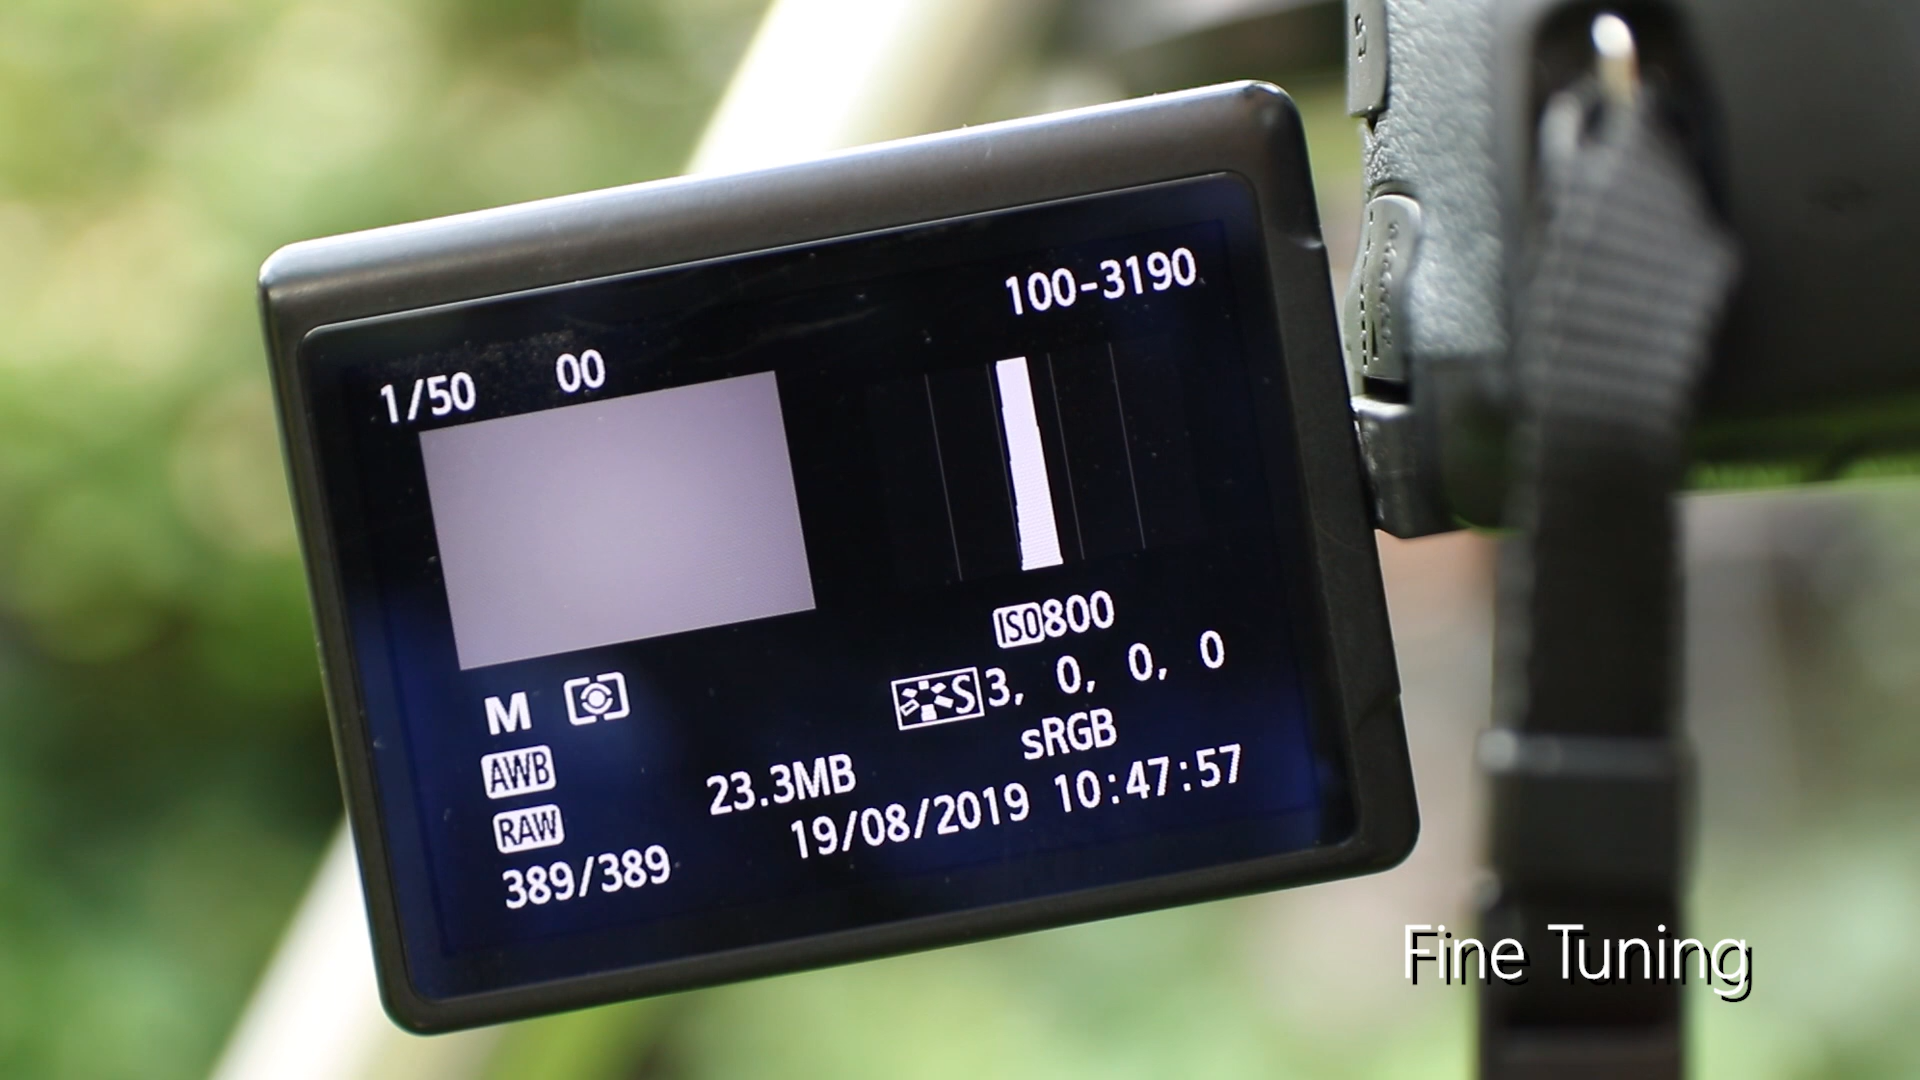 100-3190
1/50 00
ISO800
S3, 0, 0, 0
M
sRGB
AWB
23.3MB
19/08/2019 10:47:57
RAW
389/389
Fine Tuning